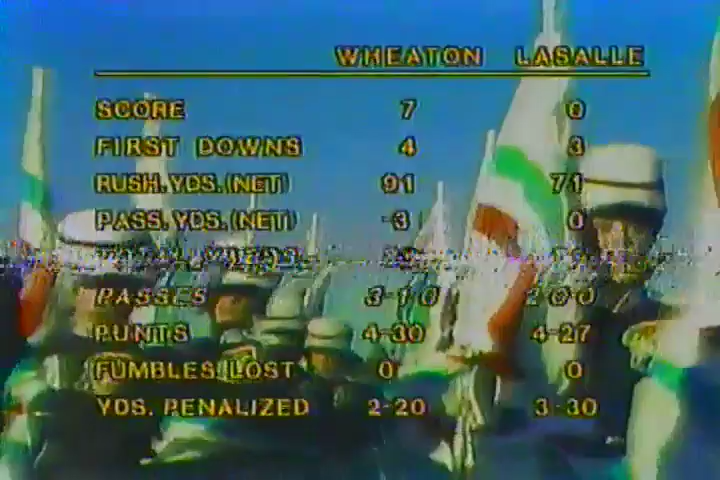 WHEATON LASALLE
SCORE 7 0
FIRST DOWNS 4 3
RUSH.YDS.(NET) 91 71
PASS.YDS.(NET) -3 0
PASSES 3-1-0 2-0-0
PUNTS 4-30 4-27
FUMBLES LOST 0 0
YDS. PENALIZED 2-20 3-30